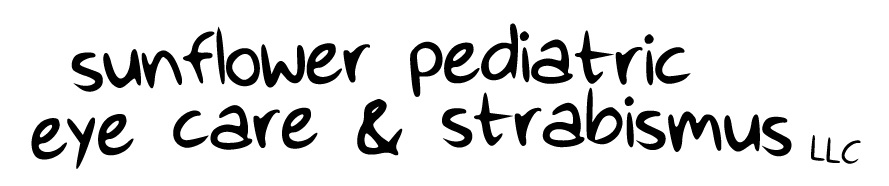 sunflower pediatric
eye care & strabismus LLC